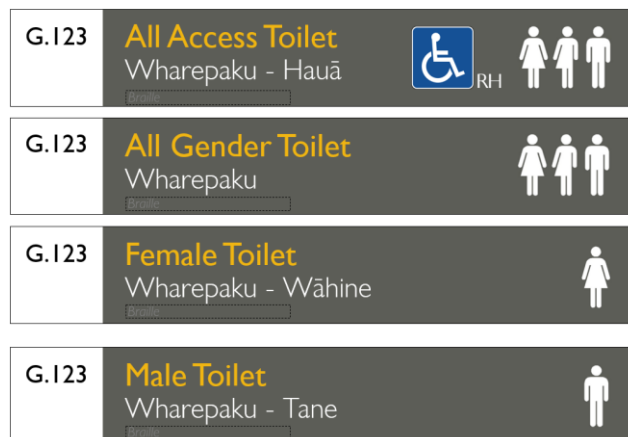 G.123
All Access Toilet
Wharepaku - Hauā
Braille
RH
G.123
All Gender Toilet
Wharepaku
Braille
G.123
Female Toilet
Wharepaku - Wāhine
Braille
G.123
Male Toilet
Wharepaku - Tane
Braille